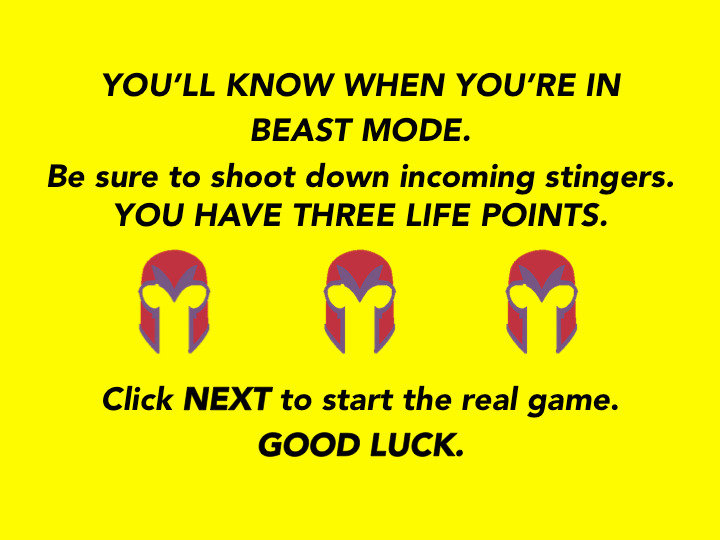 YOU’LL KNOW WHEN YOU’RE IN
BEAST MODE.
Be sure to shoot down incoming stingers.
YOU HAVE THREE LIFE POINTS.
Click NEXT to start the real game.
GOOD LUCK.